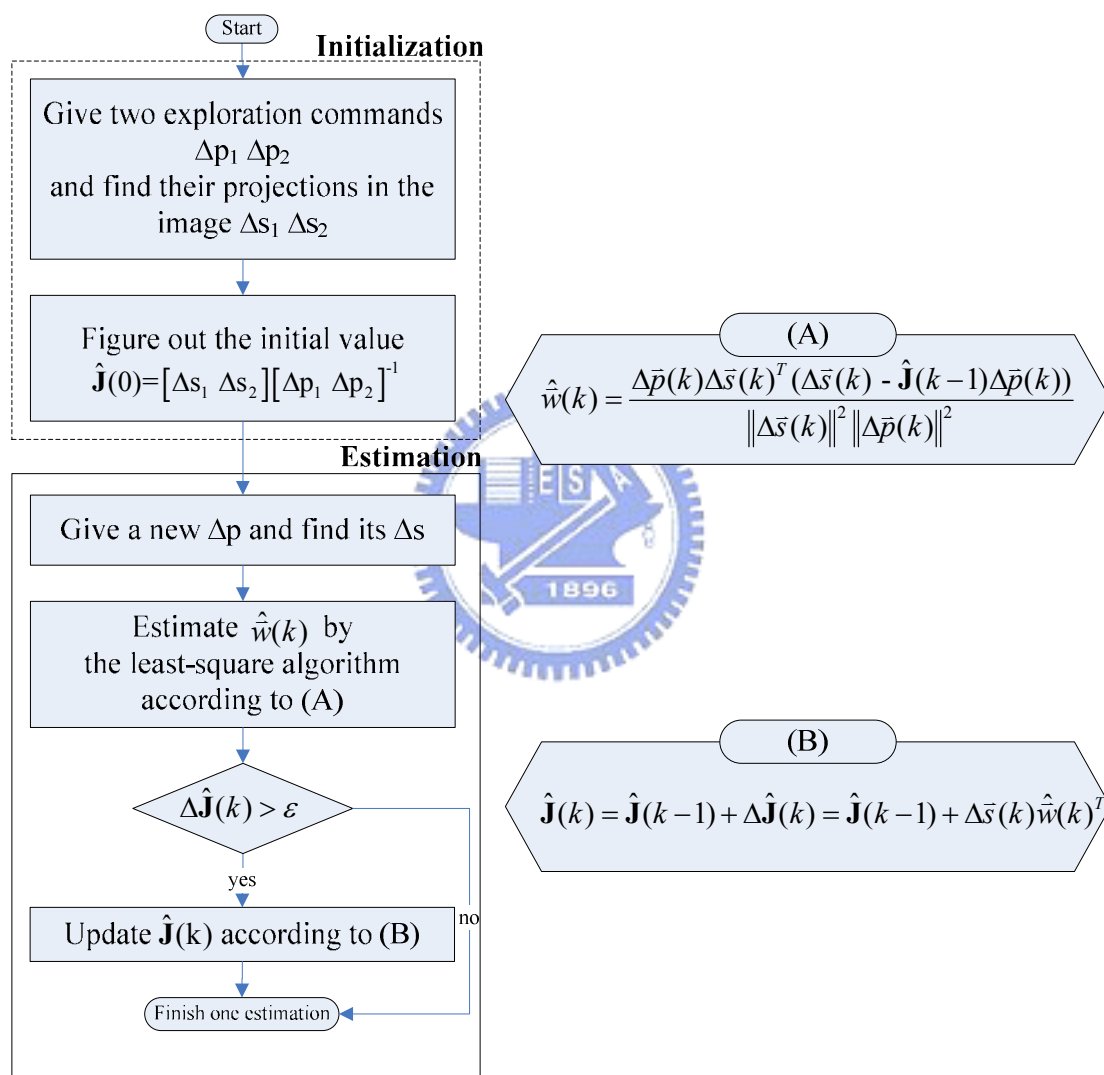 Start
Initialization
Give two exploration commands
Δp₁ Δp₂
and find their projections in the
image Δs₁ Δs₂
Figure out the initial value
Ĵ(0)=[Δs₁ Δs₂][Δp₁ Δp₂]⁻¹
Estimation
Give a new Δp and find its Δs
Estimate ŵ⃗(k) by
the least-square algorithm
according to (A)
ΔĴ(k) > ε
yes
no
Update Ĵ(k) according to (B)
Finish one estimation
(A)
ŵ⃗(k) = Δp⃗(k)Δs⃗(k)ᵀ(Δs⃗(k) - Ĵ(k−1)Δp⃗(k)) / ‖Δs⃗(k)‖² ‖Δp⃗(k)‖²
E S A
1896
(B)
Ĵ(k) = Ĵ(k−1) + ΔĴ(k) = Ĵ(k−1) + Δs⃗(k)ŵ⃗(k)ᵀ